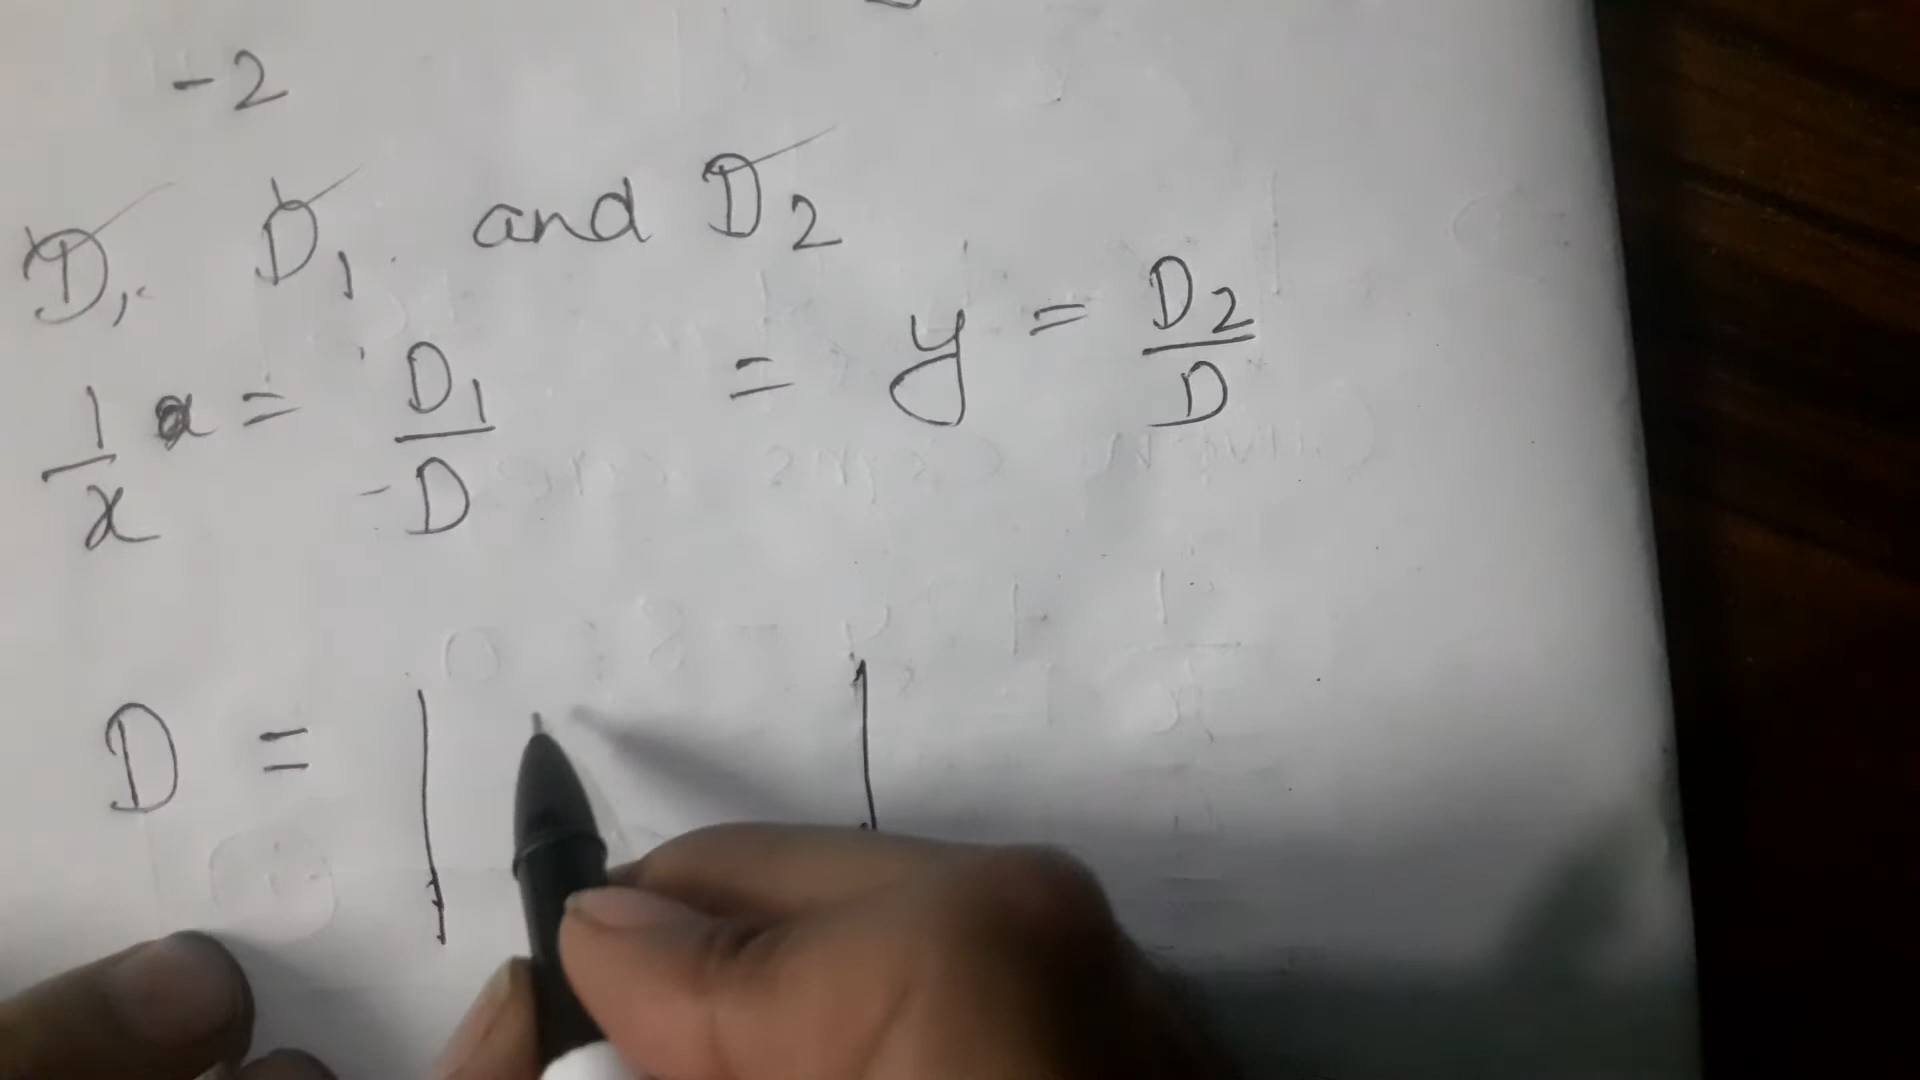 -2
D, D1 and D2
1/x = D1/D = y = D2/D
D = | |